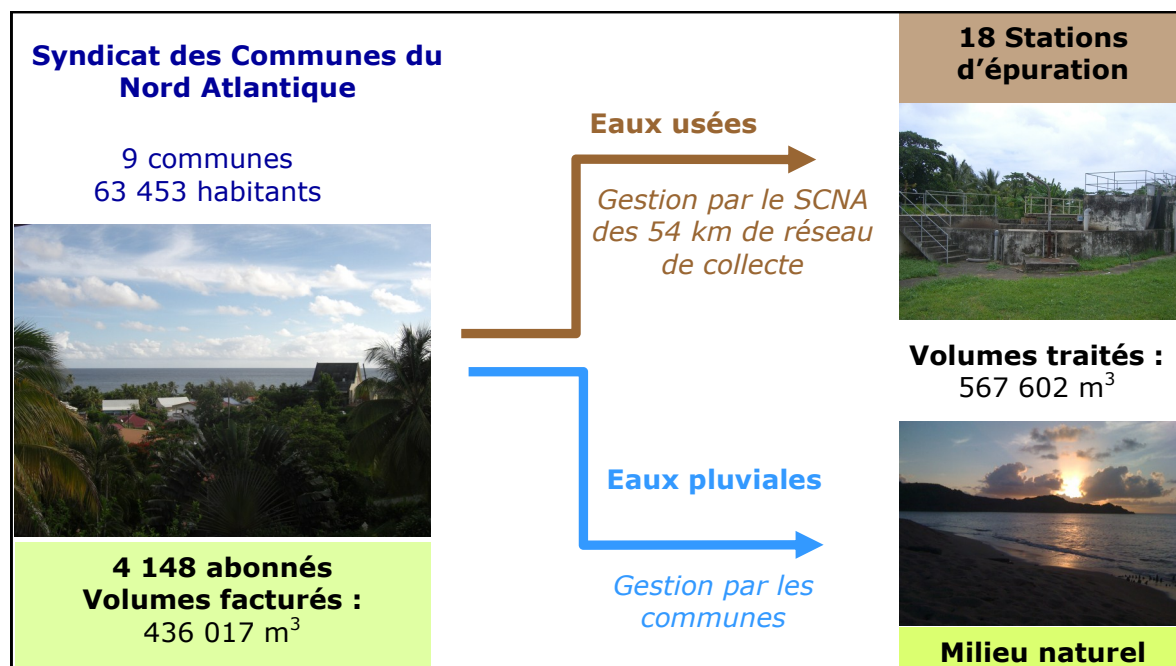 Syndicat des Communes du
Nord Atlantique
9 communes
63 453 habitants
4 148 abonnés
Volumes facturés :
436 017 m³
Eaux usées
Gestion par le SCNA
des 54 km de réseau
de collecte
Eaux pluviales
Gestion par les
communes
18 Stations
d’épuration
Volumes traités :
567 602 m³
Milieu naturel